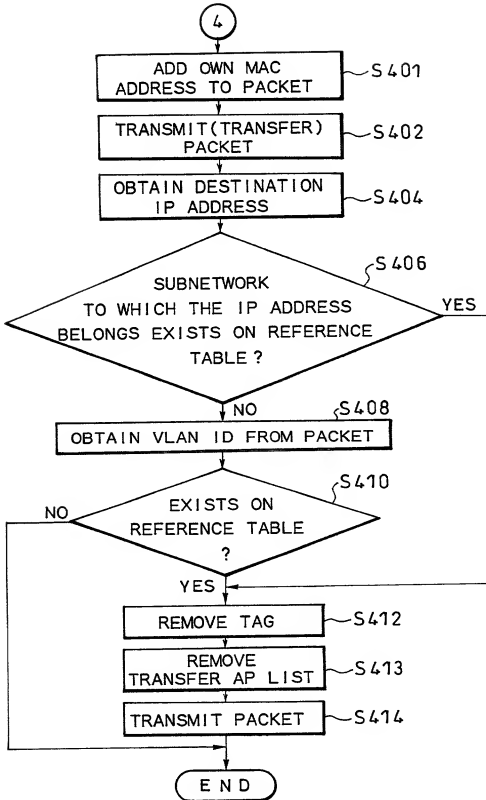 4
ADD OWN MAC
ADDRESS TO PACKET
S401
TRANSMIT(TRANSFER)
PACKET
S402
OBTAIN DESTINATION
IP ADDRESS
S404
SUBNETWORK
TO WHICH THE IP ADDRESS
BELONGS EXISTS ON REFERENCE
TABLE?
S406
YES
NO
OBTAIN VLAN ID FROM PACKET
S408
EXISTS ON
REFERENCE TABLE
?
S410
NO
YES
REMOVE TAG
S412
REMOVE
TRANSFER AP LIST
S413
TRANSMIT PACKET
S414
END